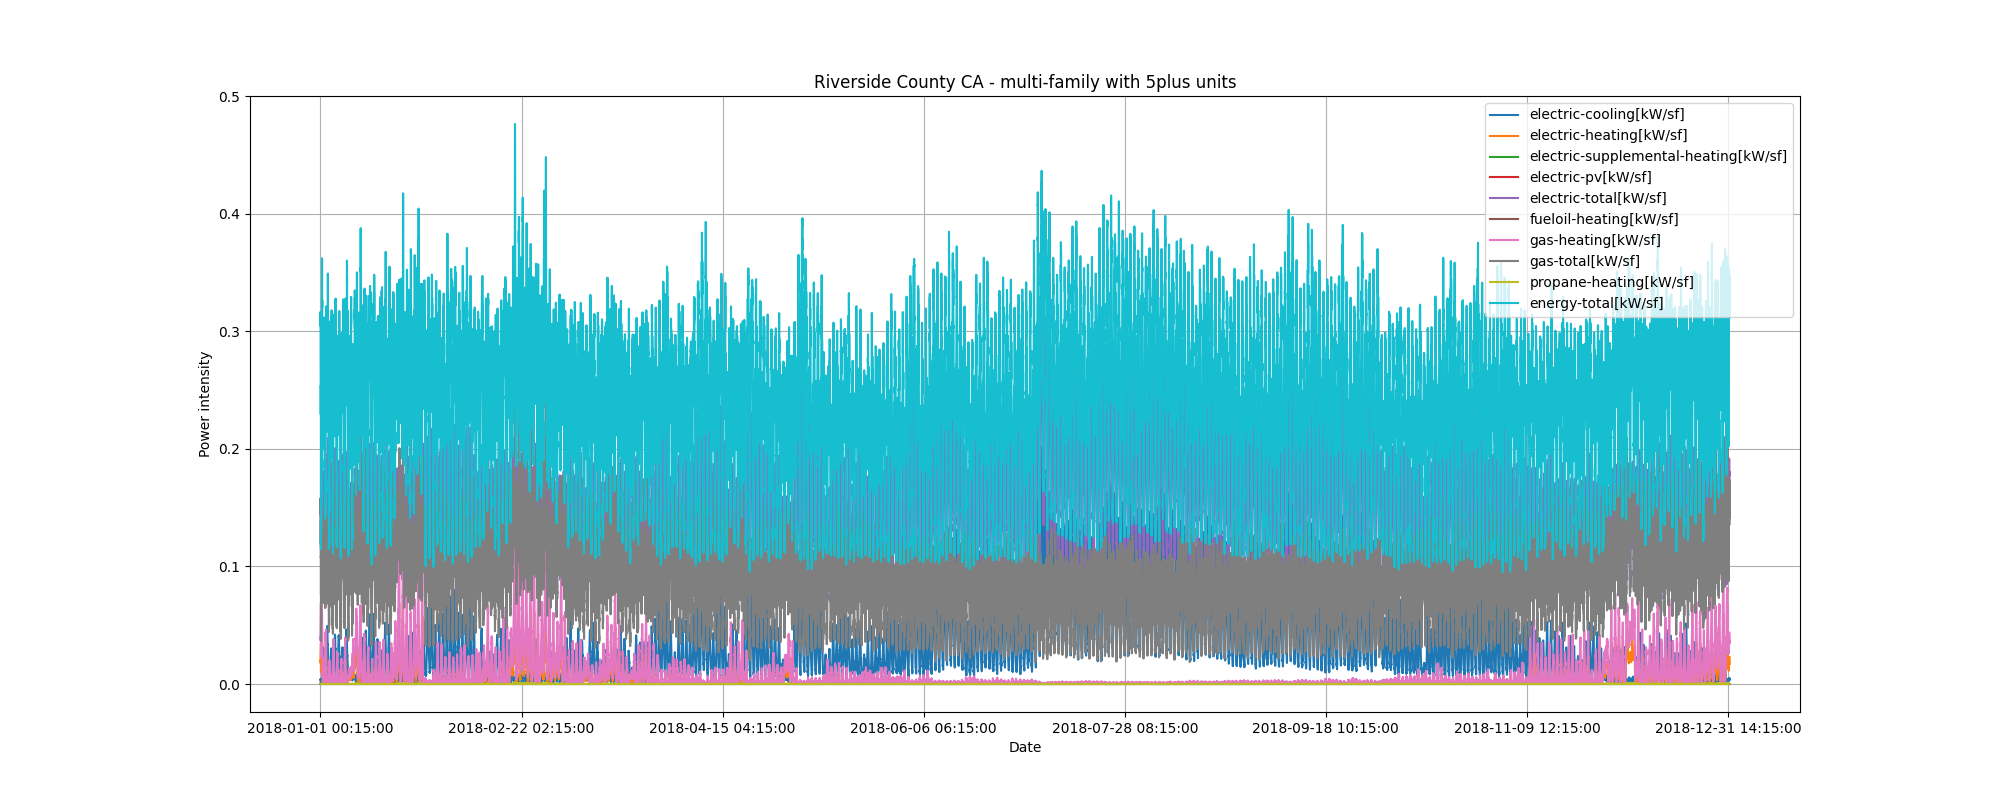 Riverside County CA - multi-family with 5plus units
0.5
0.4
0.3
0.2
0.1
0.0
Power intensity
electric-cooling[kW/sf]
electric-heating[kW/sf]
electric-supplemental-heating[kW/sf]
electric-pv[kW/sf]
electric-total[kW/sf]
fueloil-heating[kW/sf]
gas-heating[kW/sf]
gas-total[kW/sf]
propane-heating[kW/sf]
energy-total[kW/sf]
2018-01-01 00:15:00
2018-02-22 02:15:00
2018-04-15 04:15:00
2018-06-06 06:15:00
2018-07-28 08:15:00
2018-09-18 10:15:00
2018-11-09 12:15:00
2018-12-31 14:15:00
Date